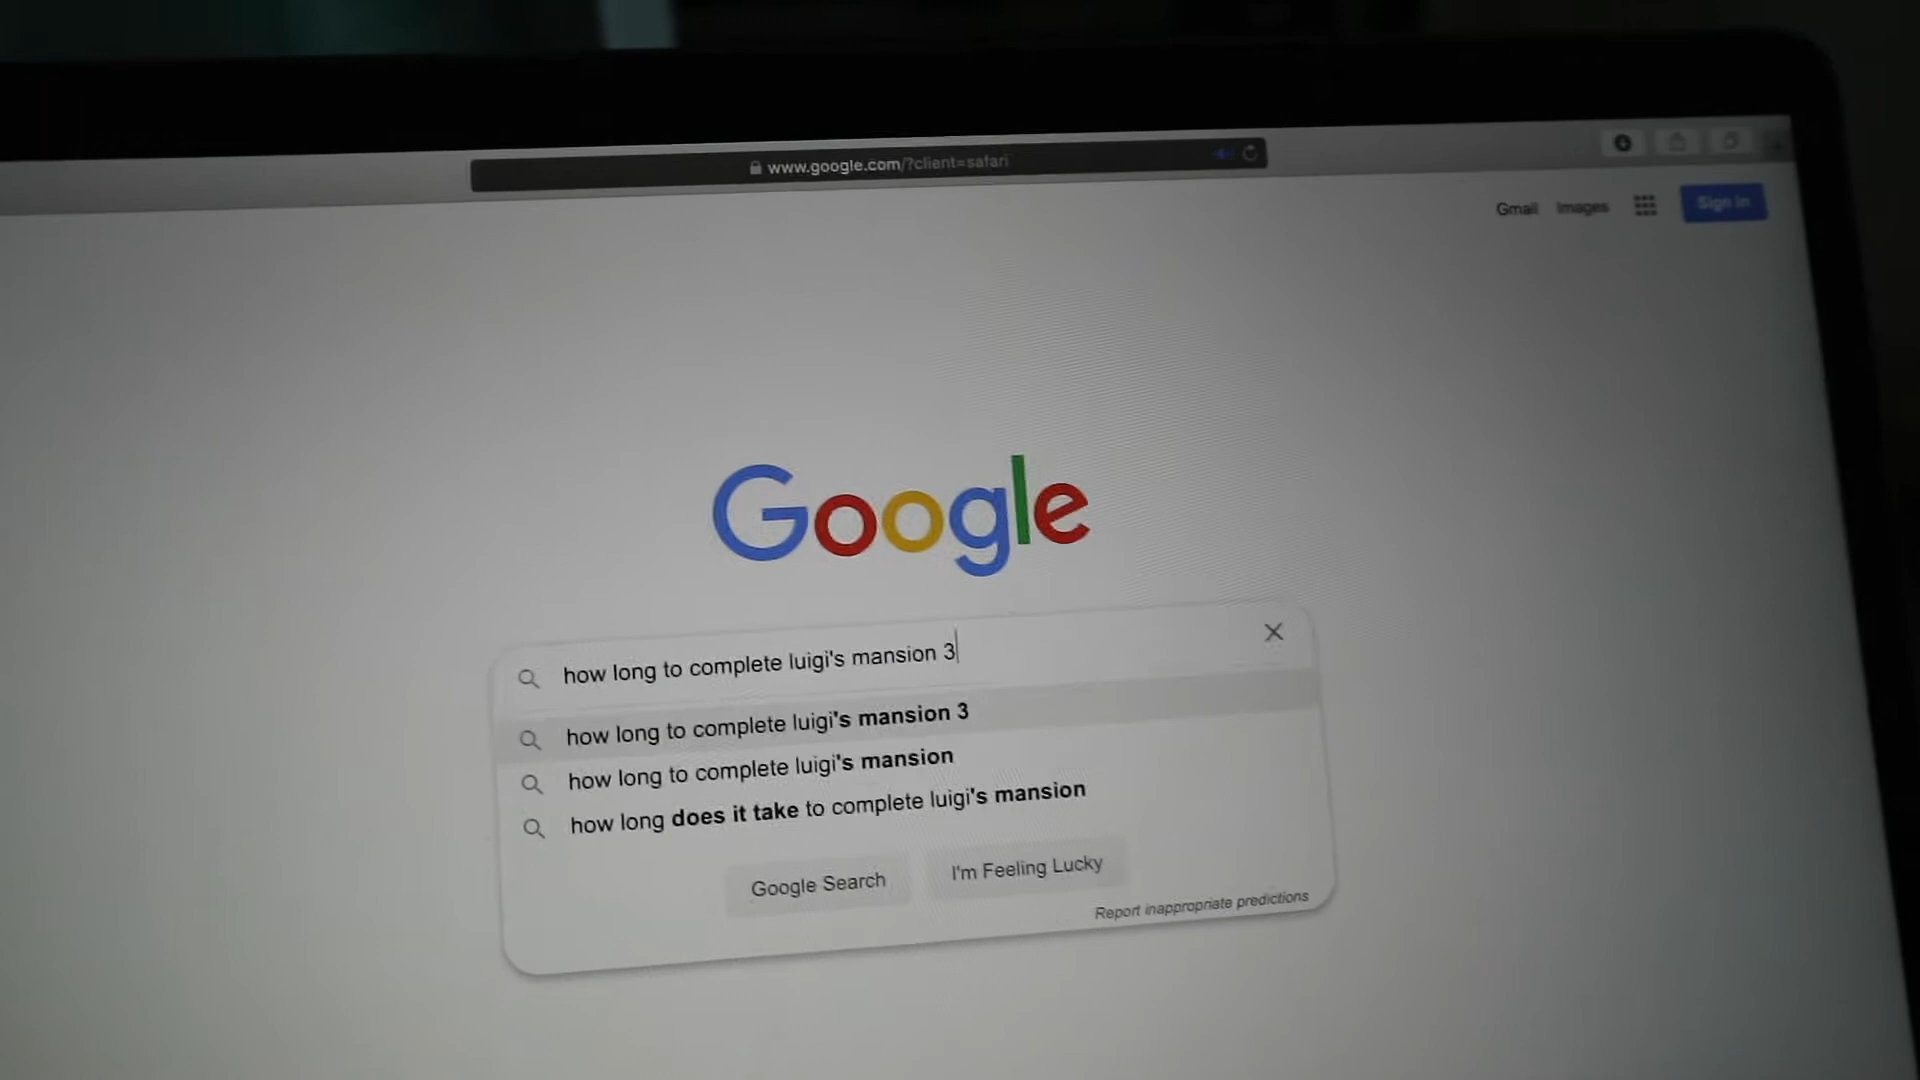 www.google.com/?client=safari
Gmail Images Sign in
Google
how long to complete luigi's mansion 3
how long to complete luigi's mansion 3
how long to complete luigi's mansion
how long does it take to complete luigi's mansion
Google Search I'm Feeling Lucky
Report inappropriate predictions